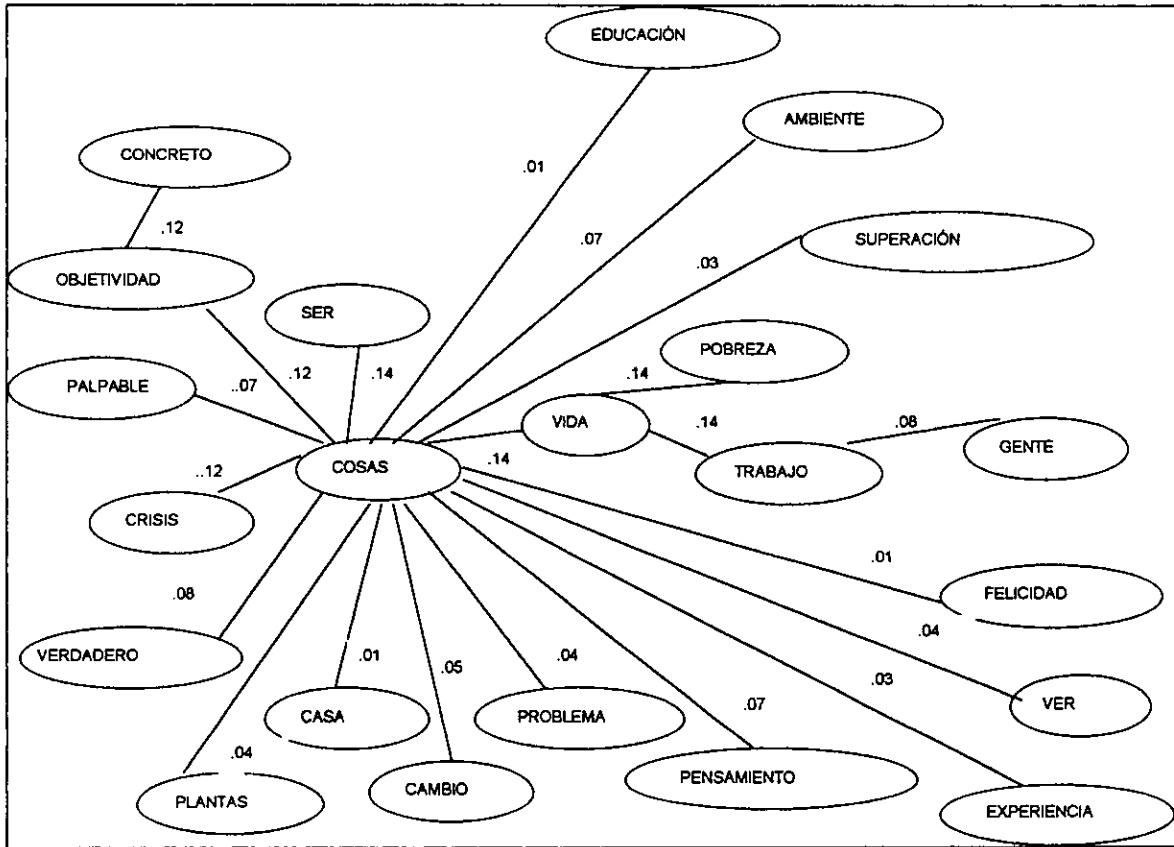 EDUCACIÓN
AMBIENTE
CONCRETO
.01
.12
.07
SUPERACIÓN
.03
OBJETIVIDAD
SER
POBREZA
PALPABLE
..07
.12
.14
.14
VIDA
.14
.08
GENTE
COSAS
.14
TRABAJO
..12
CRISIS
.01
FELICIDAD
.08
.04
VERDADERO
.01
.05
.04
.03
CASA
PROBLEMA
.07
VER
.04
PLANTAS
CAMBIO
PENSAMIENTO
EXPERIENCIA